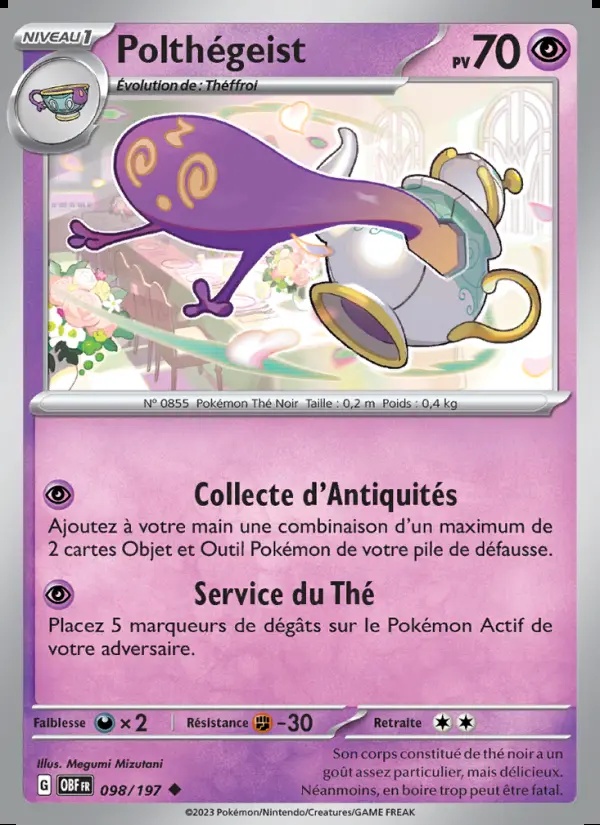 NIVEAU 1
Polthégeist
PV 70
Évolution de : Théffroi
N° 0855 Pokémon Thé Noir Taille : 0,2 m Poids : 0,4 kg
Collecte d'Antiquités
Ajoutez à votre main une combinaison d'un maximum de
2 cartes Objet et Outil Pokémon de votre pile de défausse.
Service du Thé
Placez 5 marqueurs de dégâts sur le Pokémon Actif de
votre adversaire.
Faiblesse ×2 Résistance -30 Retraite
Illus. Megumi Mizutani
G OBF FR 098/197
Son corps constitué de thé noir a un
goût assez particulier, mais délicieux.
Néanmoins, en boire trop peut être fatal.
©2023 Pokémon/Nintendo/Creatures/GAME FREAK